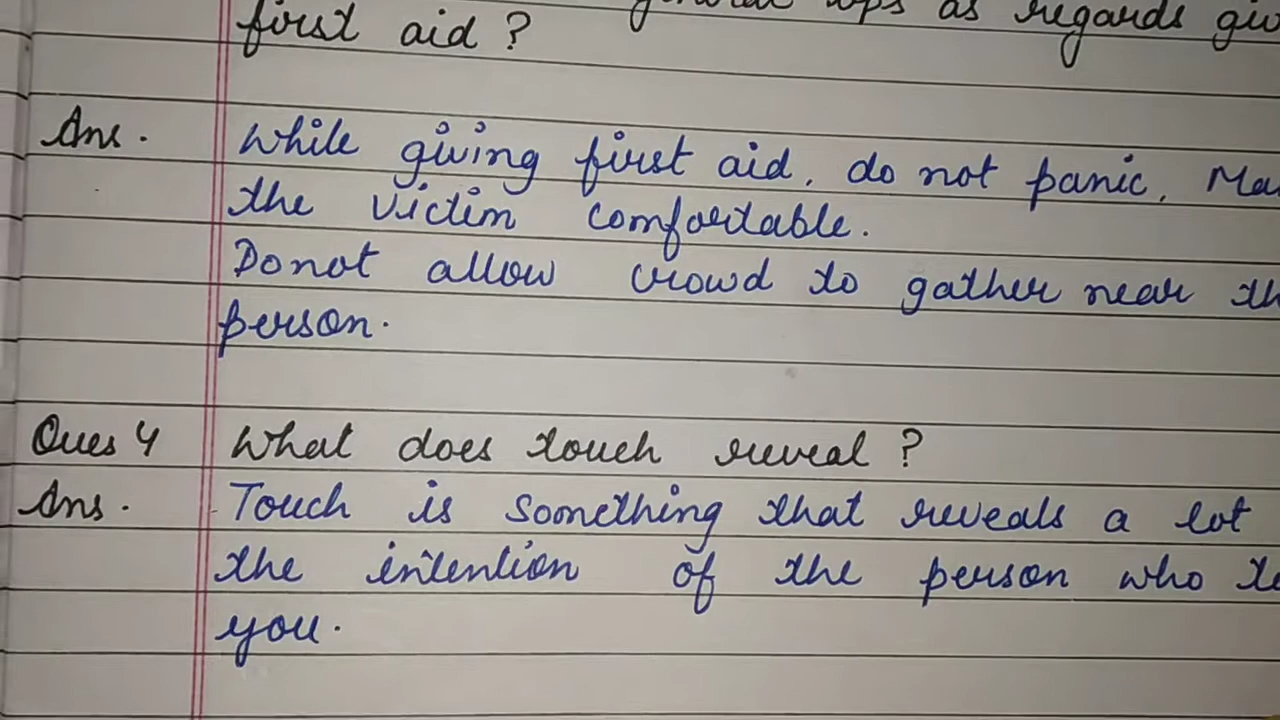 as regards
first aid ?
Ans. While giving first aid, do not panic,
the victim comfortable.
Donot allow crowd to gather near
person.
Ques 4 What does touch reveal ?
Ans. Touch is something that reveals a lot
the intention of the person who
you.